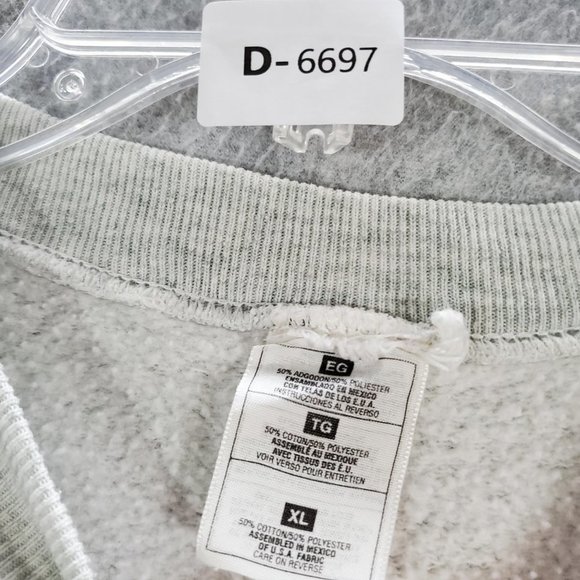 D-6697
EG
50% ADGODON/50% POLIESTER
ENSAMBLADO EN MEXICO
CON TELAS DE LOS E.U.A.
INSTRUCCIONES AL REVERSO
TG
50% COTON/50% POLYESTER
ASSEMBLÉ AU MEXIQUE
AVEC TISSUS DES É.U.
VOIR VERSO POUR ENTRETIEN
XL
50% COTTON/50% POLYESTER
ASSEMBLED IN MEXICO
OF U.S.A. FABRIC
CARE ON REVERSE